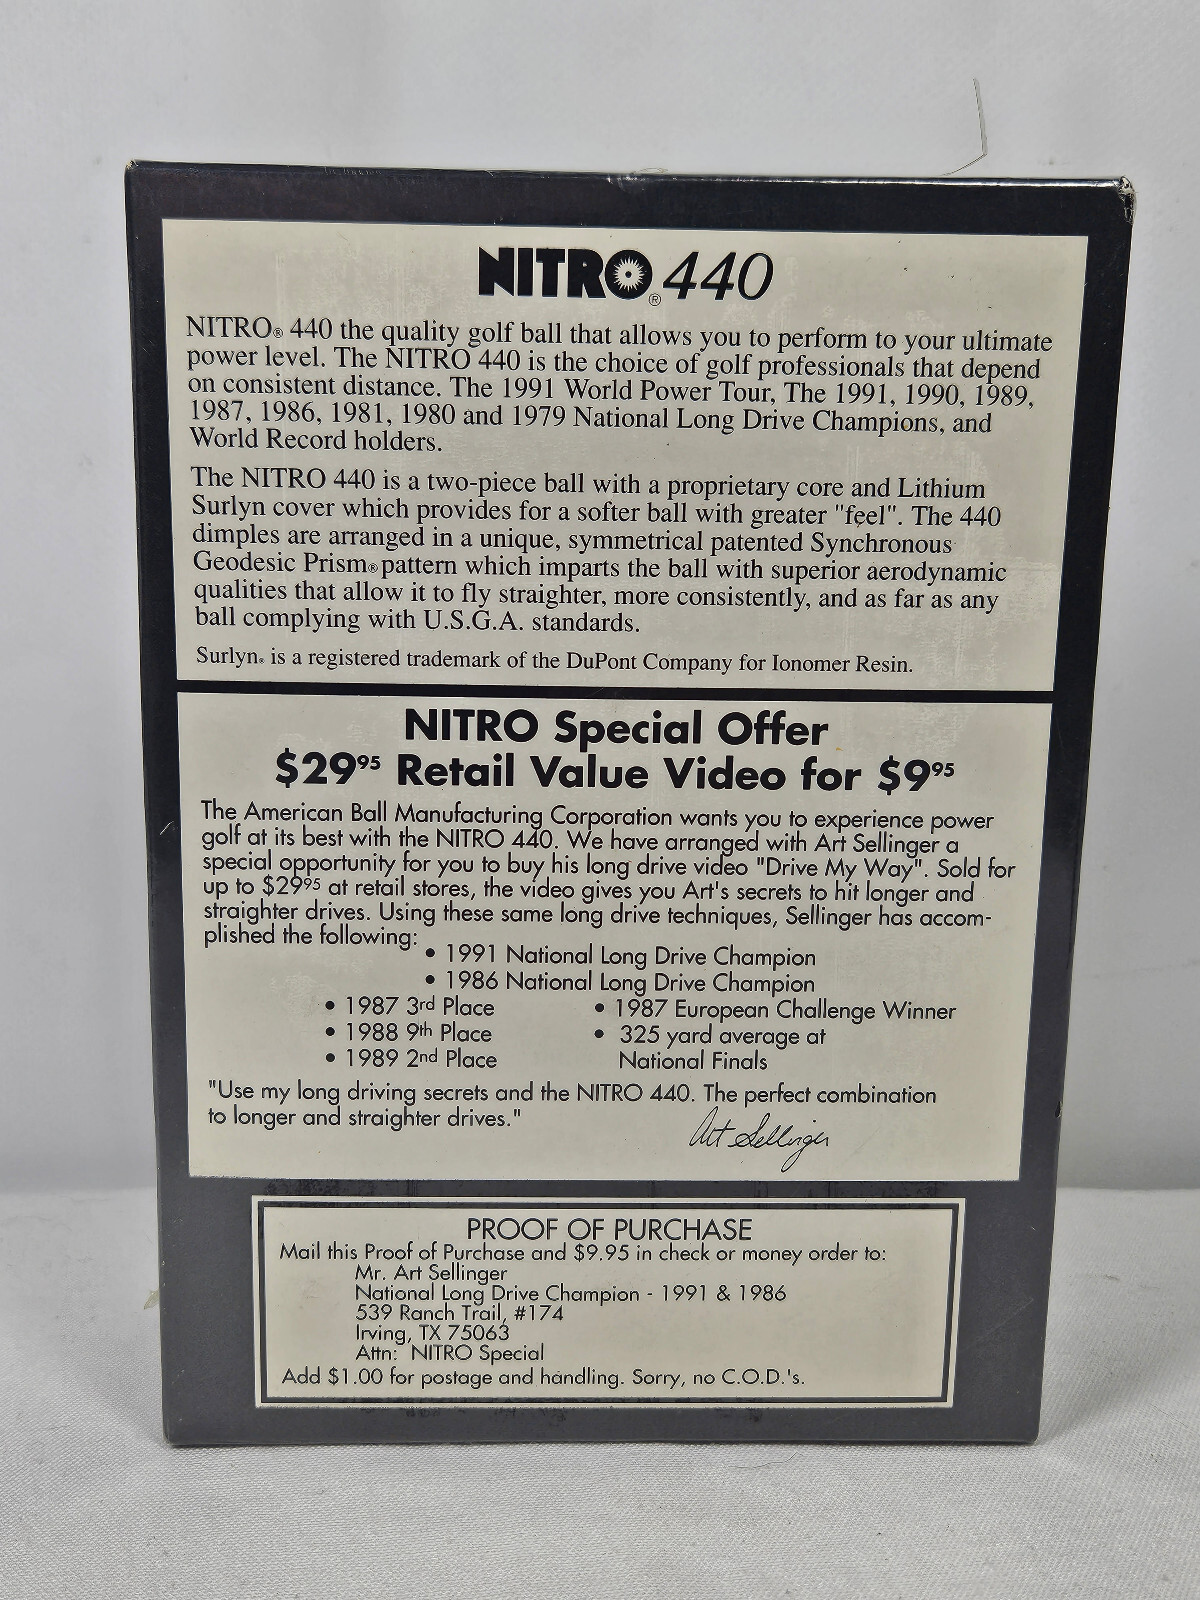 NITRO® 440
NITRO® 440 the quality golf ball that allows you to perform to your ultimate
power level. The NITRO 440 is the choice of golf professionals that depend
on consistent distance. The 1991 World Power Tour, The 1991, 1990, 1989,
1987, 1986, 1981, 1980 and 1979 National Long Drive Champions, and
World Record holders.
The NITRO 440 is a two-piece ball with a proprietary core and Lithium
Surlyn cover which provides for a softer ball with greater "feel". The 440
dimples are arranged in a unique, symmetrical patented Synchronous
Geodesic Prism® pattern which imparts the ball with superior aerodynamic
qualities that allow it to fly straighter, more consistently, and as far as any
ball complying with U.S.G.A. standards.
Surlyn® is a registered trademark of the DuPont Company for Ionomer Resin.
NITRO Special Offer
$29⁹⁵ Retail Value Video for $9⁹⁵
The American Ball Manufacturing Corporation wants you to experience power
golf at its best with the NITRO 440. We have arranged with Art Sellinger a
special opportunity for you to buy his long drive video "Drive My Way". Sold for
up to $29⁹⁵ at retail stores, the video gives you Art's secrets to hit longer and
straighter drives. Using these same long drive techniques, Sellinger has accom-
plished the following:
• 1991 National Long Drive Champion
• 1986 National Long Drive Champion
• 1987 3rd Place
• 1988 9th Place
• 1989 2nd Place
• 1987 European Challenge Winner
• 325 yard average at
National Finals
"Use my long driving secrets and the NITRO 440. The perfect combination
to longer and straighter drives."
Art Sellinger
PROOF OF PURCHASE
Mail this Proof of Purchase and $9.95 in check or money order to:
Mr. Art Sellinger
National Long Drive Champion - 1991 & 1986
539 Ranch Trail, #174
Irving, TX 75063
Attn: NITRO Special
Add $1.00 for postage and handling. Sorry, no C.O.D.'s.